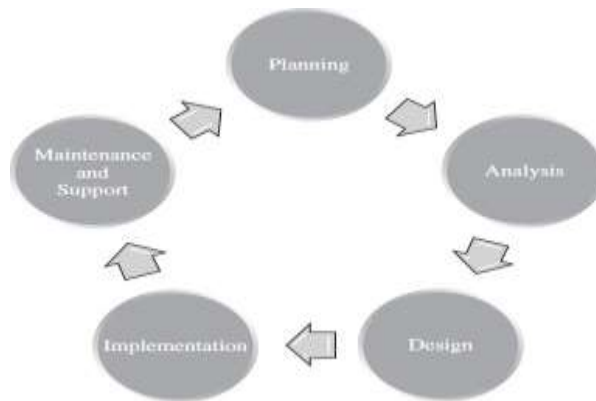 Planning
Analysis
Design
Implementation
Maintenance
and
Support